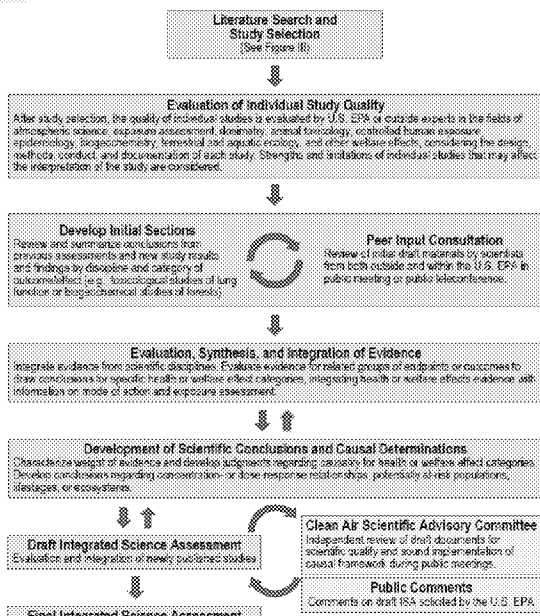 Literature Search and
Study Selection
(See Figure III)
Evaluation of Individual Study Quality
After study selection, the quality of individual studies is evaluated by U.S. EPA or outside experts in the fields of
atmospheric science, exposure assessment, dosimetry, animal toxicology, controlled human exposure,
epidemiology, biogeochemistry, terrestrial and aquatic ecology, and other welfare effects, considering the design,
methods, conduct, and documentation of each study. Strengths and limitations of individual studies that may affect
the interpretation of the study are considered.
Develop Initial Sections
Review and summarize conclusions from
previous assessments and new study results
and findings by discipline and category of
outcome/effect (e.g., toxicological studies of lung
function or biogeochemical studies of forests)
Peer Input Consultation
Review of initial draft materials by scientists
from both outside and within the U.S. EPA in
public meeting or public teleconference.
Evaluation, Synthesis, and Integration of Evidence
Integrate evidence from scientific disciplines. Evaluate evidence for related groups of endpoints or outcomes to
draw conclusions for specific health or welfare effect categories, integrating health or welfare effects evidence with
information on mode of action and exposure assessment.
Development of Scientific Conclusions and Causal Determinations
Characterize weight of evidence and develop judgments regarding causality for health or welfare effect categories.
Develop conclusions regarding concentration- or dose-response relationships, potentially at-risk populations,
lifestages, or ecosystems.
Draft Integrated Science Assessment
Evaluation and integration of newly published studies
Clean Air Scientific Advisory Committee
Independent review of draft documents for
scientific quality and sound implementation of
causal framework during public meetings.
Public Comments
Comments on draft ISA solicited by the U.S. EPA
Final Integrated Science Assessment